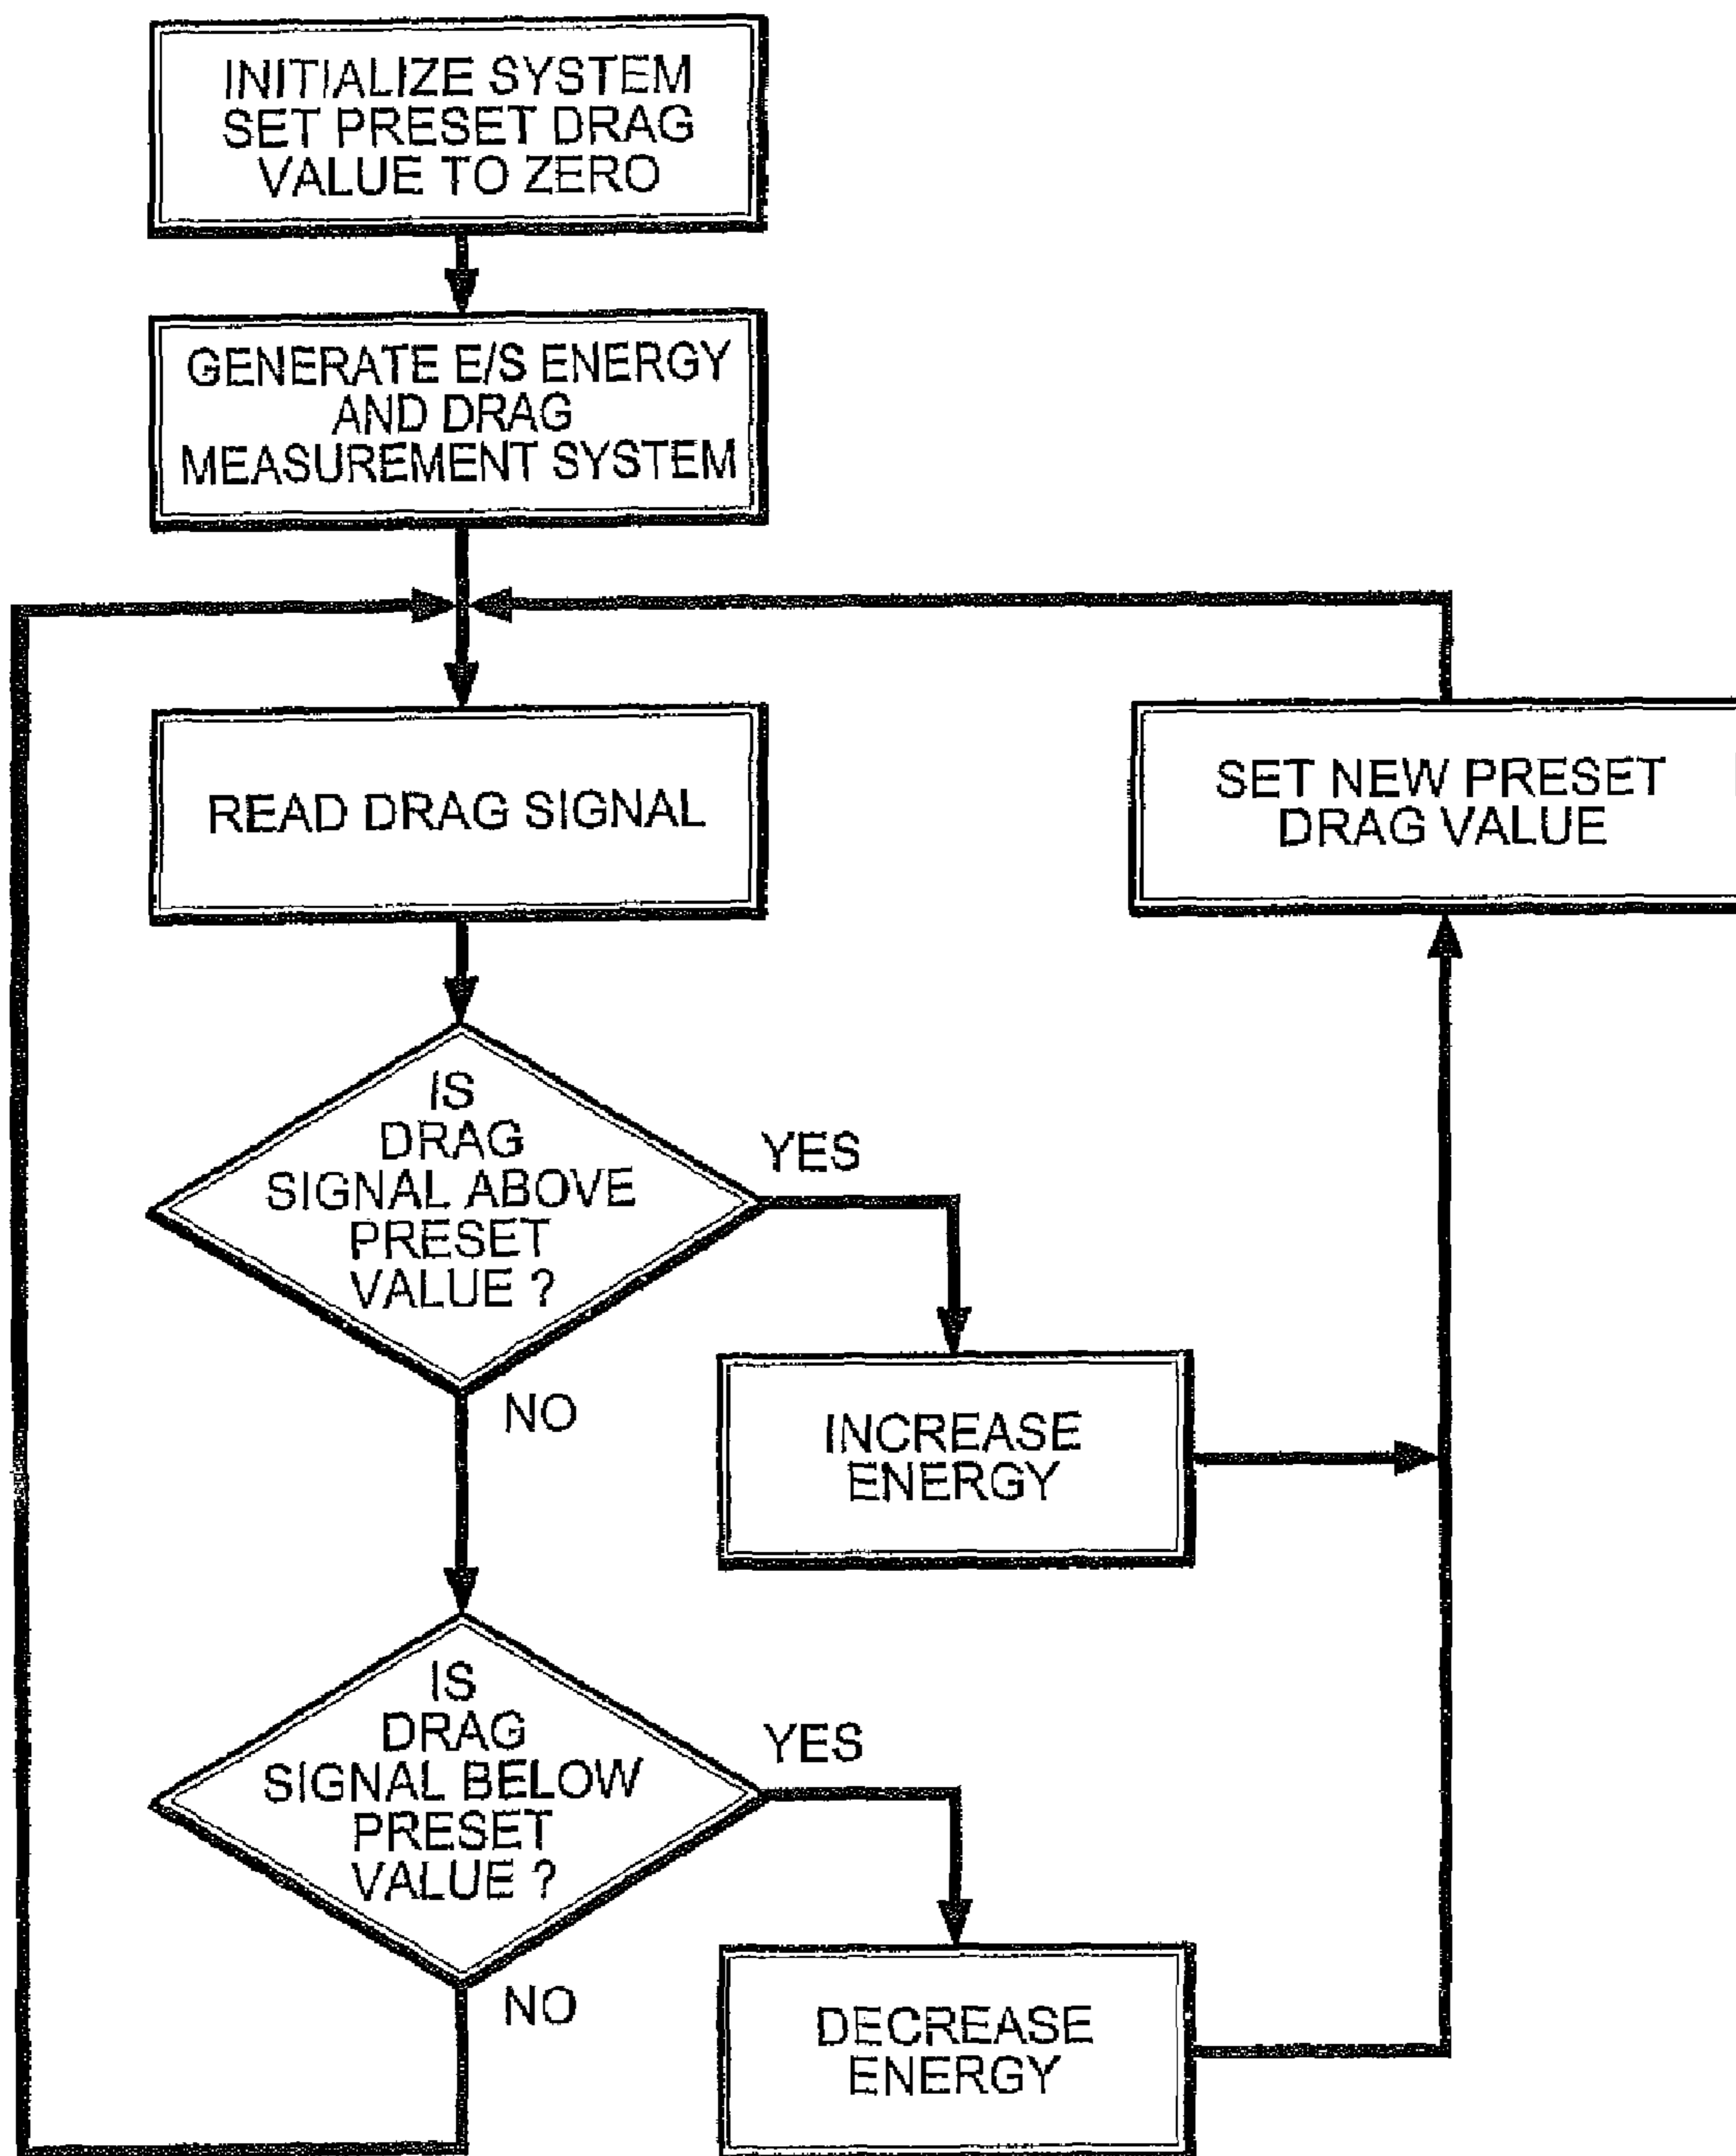 INITIALIZE SYSTEM
SET PRESET DRAG
VALUE TO ZERO
GENERATE E/S ENERGY
AND DRAG
MEASUREMENT SYSTEM
READ DRAG SIGNAL
SET NEW PRESET
DRAG VALUE
IS
DRAG
SIGNAL ABOVE
PRESET
VALUE ?
YES
NO
INCREASE
ENERGY
IS
DRAG
SIGNAL BELOW
PRESET
VALUE ?
YES
NO
DECREASE
ENERGY